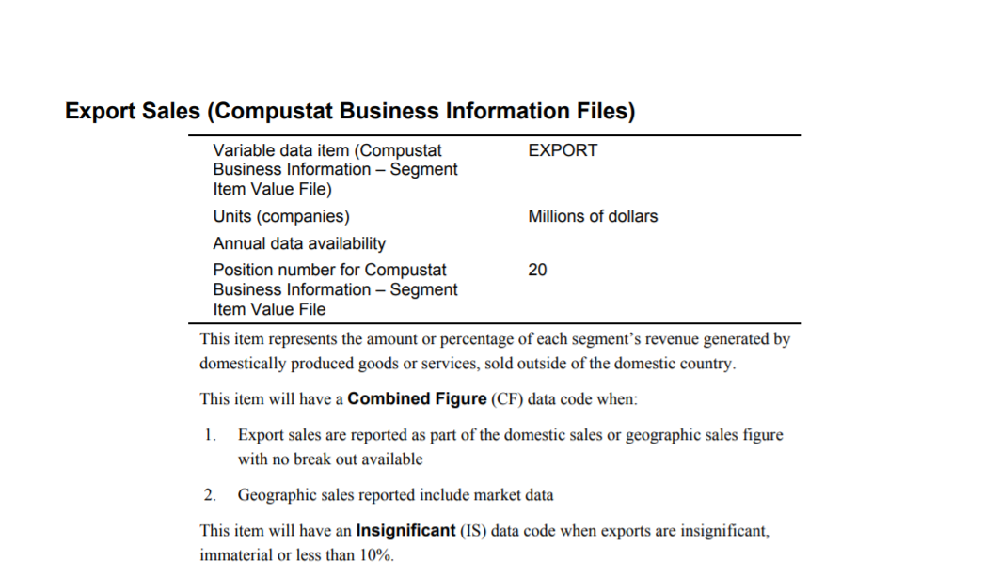 Export Sales (Compustat Business Information Files)
Variable data item (Compustat EXPORT
Business Information – Segment
Item Value File)
Units (companies) Millions of dollars
Annual data availability
Position number for Compustat 20
Business Information – Segment
Item Value File
This item represents the amount or percentage of each segment’s revenue generated by
domestically produced goods or services, sold outside of the domestic country.
This item will have a Combined Figure (CF) data code when:
1. Export sales are reported as part of the domestic sales or geographic sales figure
with no break out available
2. Geographic sales reported include market data
This item will have an Insignificant (IS) data code when exports are insignificant,
immaterial or less than 10%.